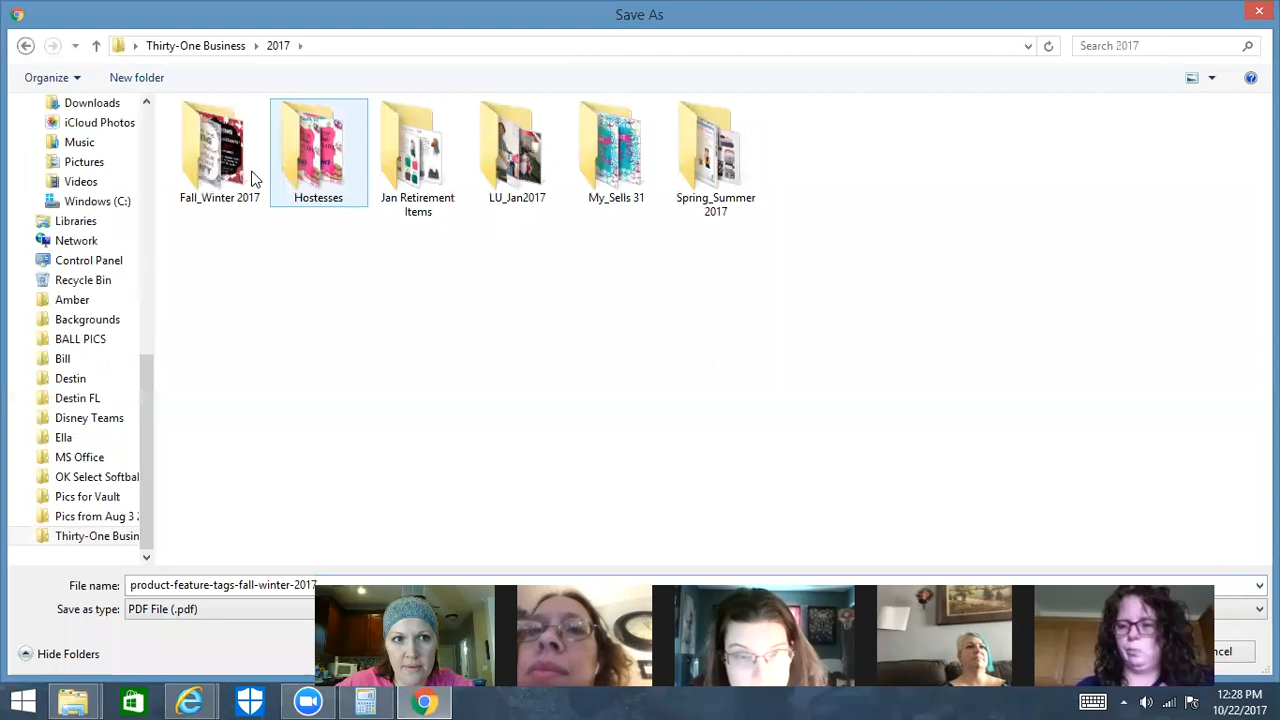 Save As
Thirty-One Business 2017
Search 2017
Organize
New folder
Downloads
iCloud Photos
Music
Pictures
Videos
Windows (C:)
Libraries
Network
Control Panel
Recycle Bin
Amber
Backgrounds
BALL PICS
Bill
Destin
Destin FL
Disney Teams
Ella
MS Office
OK Select Softbal
Pics for Vault
Pics from Aug 3 2
Thirty-One Busin
Fall_Winter 2017
Hostesses
Jan Retirement
Items
LU_Jan2017
My_Sells 31
Spring_Summer
2017
File name: product-feature-tags-fall-winter-2017
Save as type: PDF File (.pdf)
Hide Folders
ncel
12:28 PM
10/22/2017